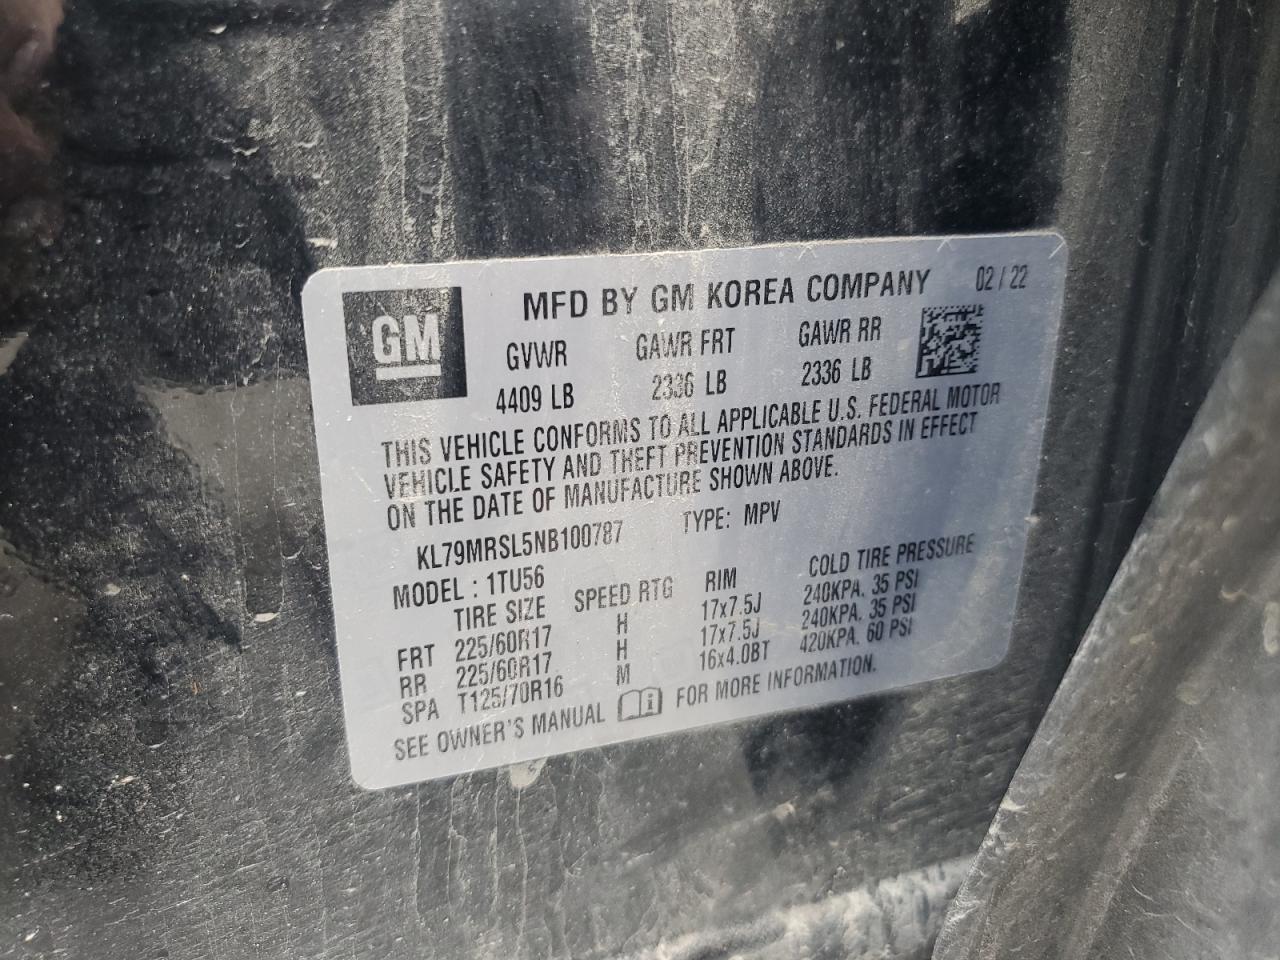 GM
MFD BY GM KOREA COMPANY 02 / 22
GVWR GAWR FRT GAWR RR
4409 LB 2336 LB 2336 LB
THIS VEHICLE CONFORMS TO ALL APPLICABLE U.S. FEDERAL MOTOR
VEHICLE SAFETY AND THEFT PREVENTION STANDARDS IN EFFECT
ON THE DATE OF MANUFACTURE SHOWN ABOVE.
KL79MRSL5NB100787 TYPE: MPV
MODEL : 1TU56
TIRE SIZE SPEED RTG RIM COLD TIRE PRESSURE
FRT 225/60R17 H 17x7.5J 240KPA. 35 PSI
RR 225/60R17 H 17x7.5J 240KPA. 35 PSI
SPA T125/70R16 M 16x4.0BT 420KPA. 60 PSI
SEE OWNER'S MANUAL FOR MORE INFORMATION.